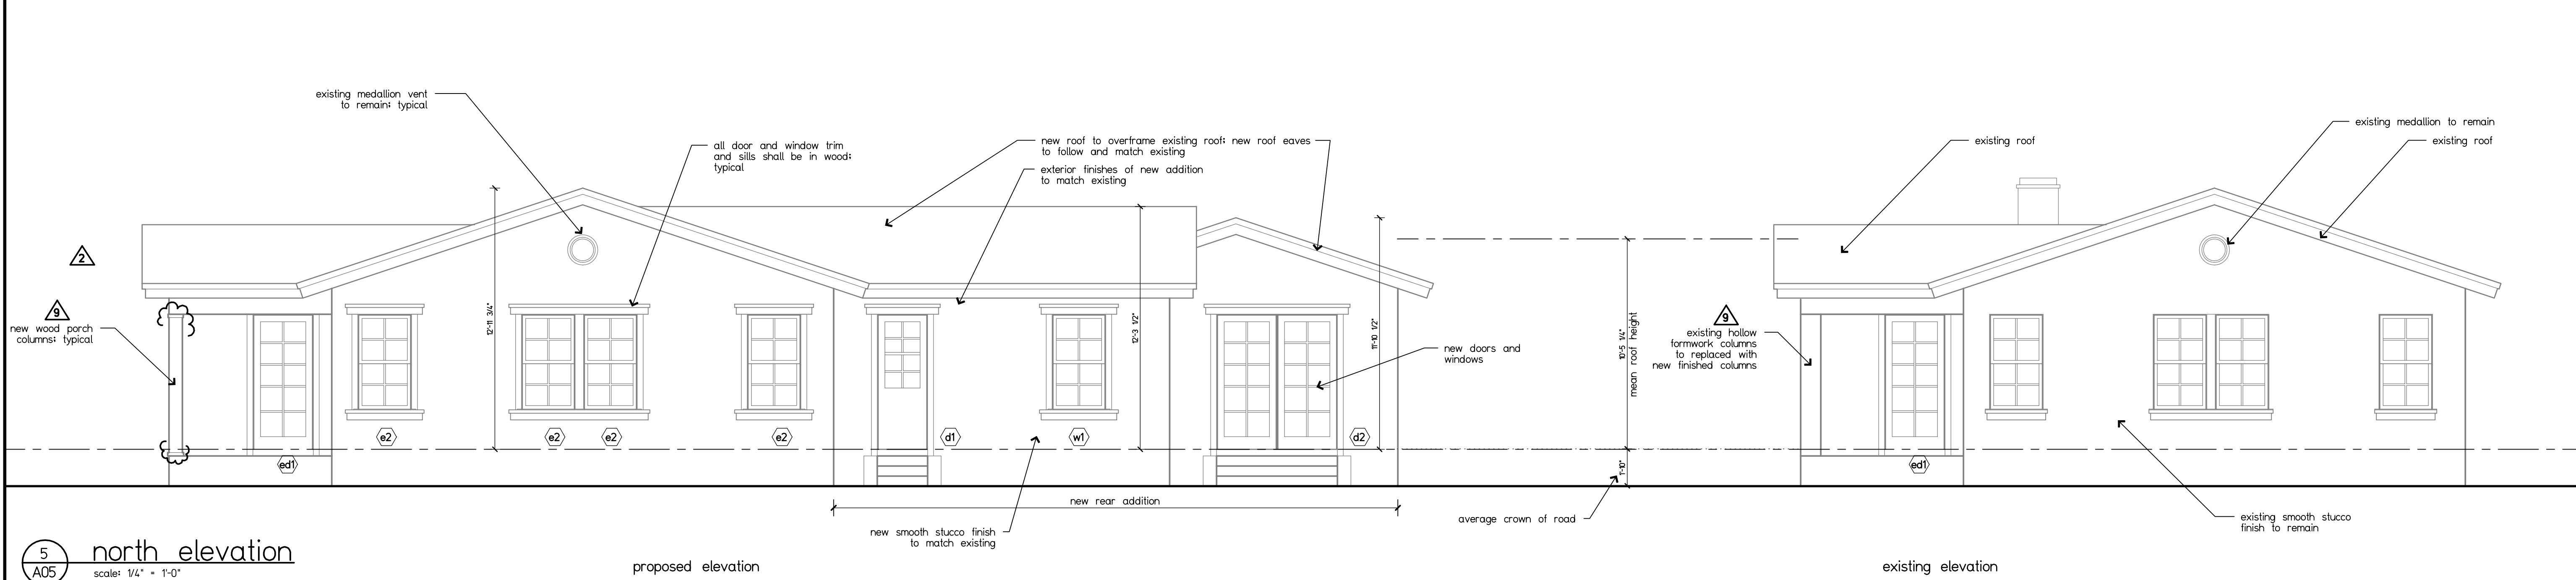 existing medallion vent
to remain; typical
all door and window trim
and sills shall be in wood;
typical
new roof to overframe existing roof; new roof eaves
to follow and match existing
exterior finishes of new addition
to match existing
2
9
new wood porch
columns; typical
12'-11 3/4"
12'-3 1/2"
11'-10 1/2"
new doors and
windows
e2
e2
e2
e2
d1
w1
d2
ed1
new rear addition
new smooth stucco finish
to match existing
10'-5 1/4"
mean roof height
1'-10"
average crown of road
existing roof
existing medallion to remain
existing roof
9
existing hollow
formwork columns
to replaced with
new finished columns
ed1
existing smooth stucco
finish to remain
5
A05
north elevation
scale: 1/4" = 1'-0"
proposed elevation
existing elevation